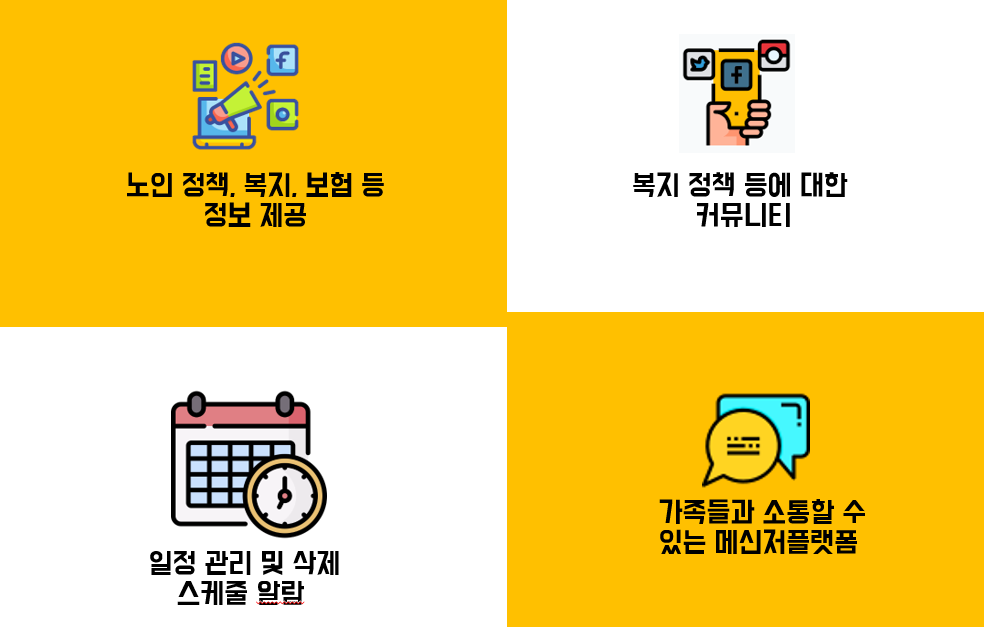 노인 정책, 복지, 보험 등
정보 제공
복지 정책 등에 대한
커뮤니티
일정 관리 및 삭제
스케줄 알람
가족들과 소통할 수
있는 메신저플랫폼